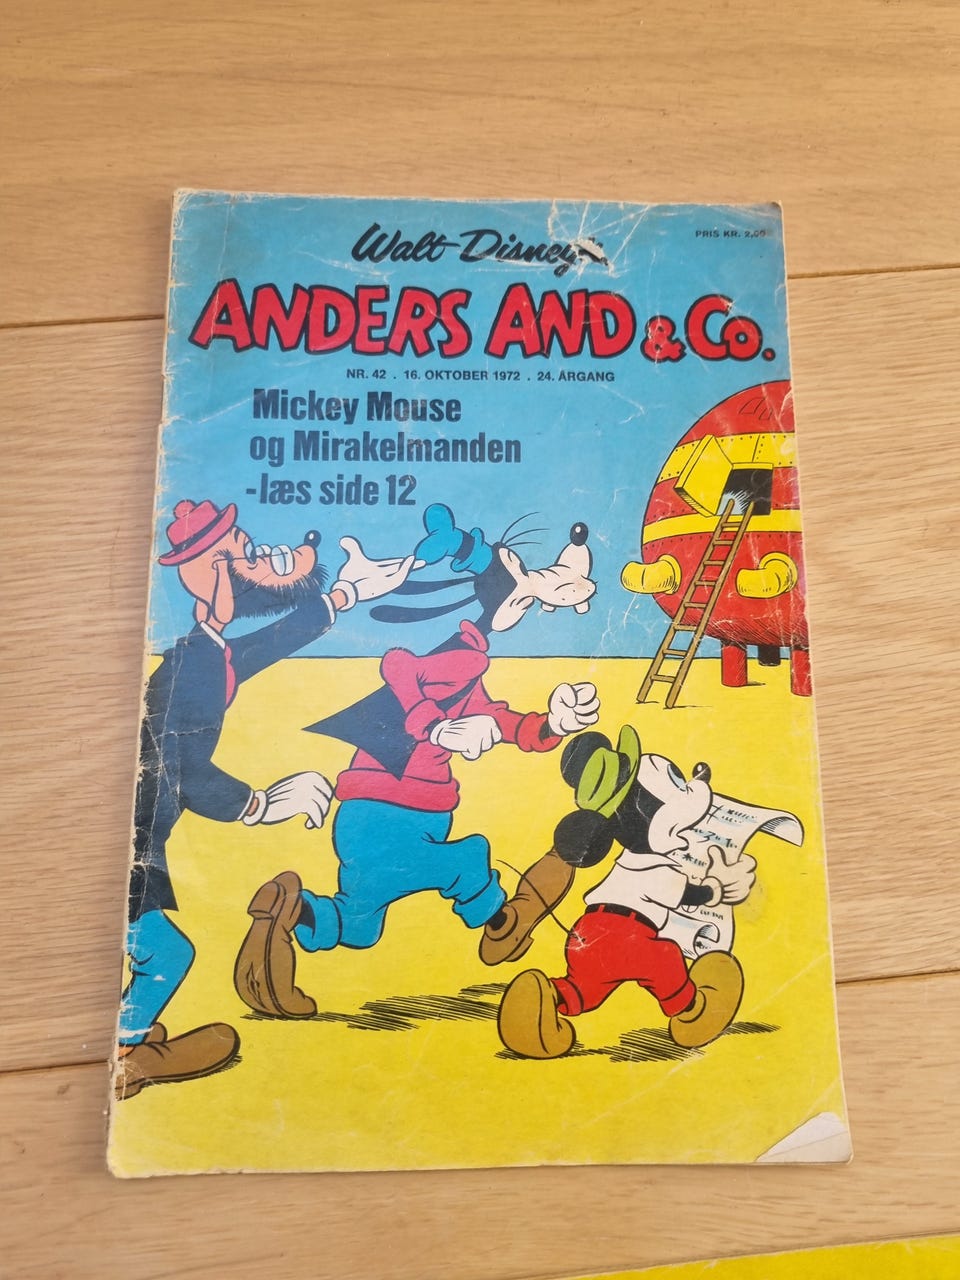 Walt Disney's
PRIS KR. 2,00
ANDERS AND & Co.
NR. 42 . 16. OKTOBER 1972 . 24. ÅRGANG
Mickey Mouse
og Mirakelmanden
-læs side 12